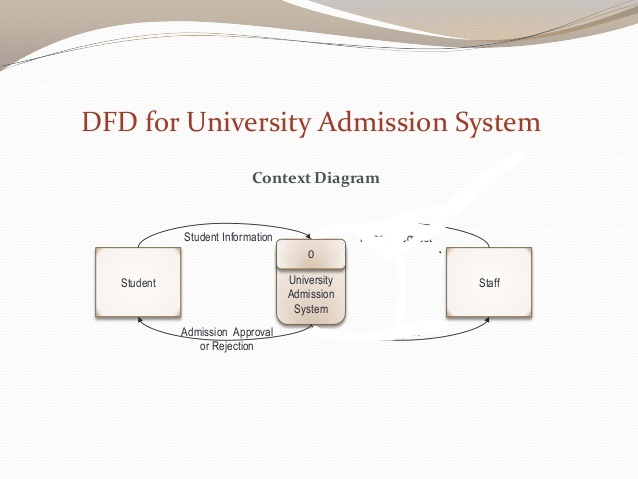 DFD for University Admission System
Context Diagram
Student Information
0
Student
University
Admission
System
Staff
Admission Approval
or Rejection